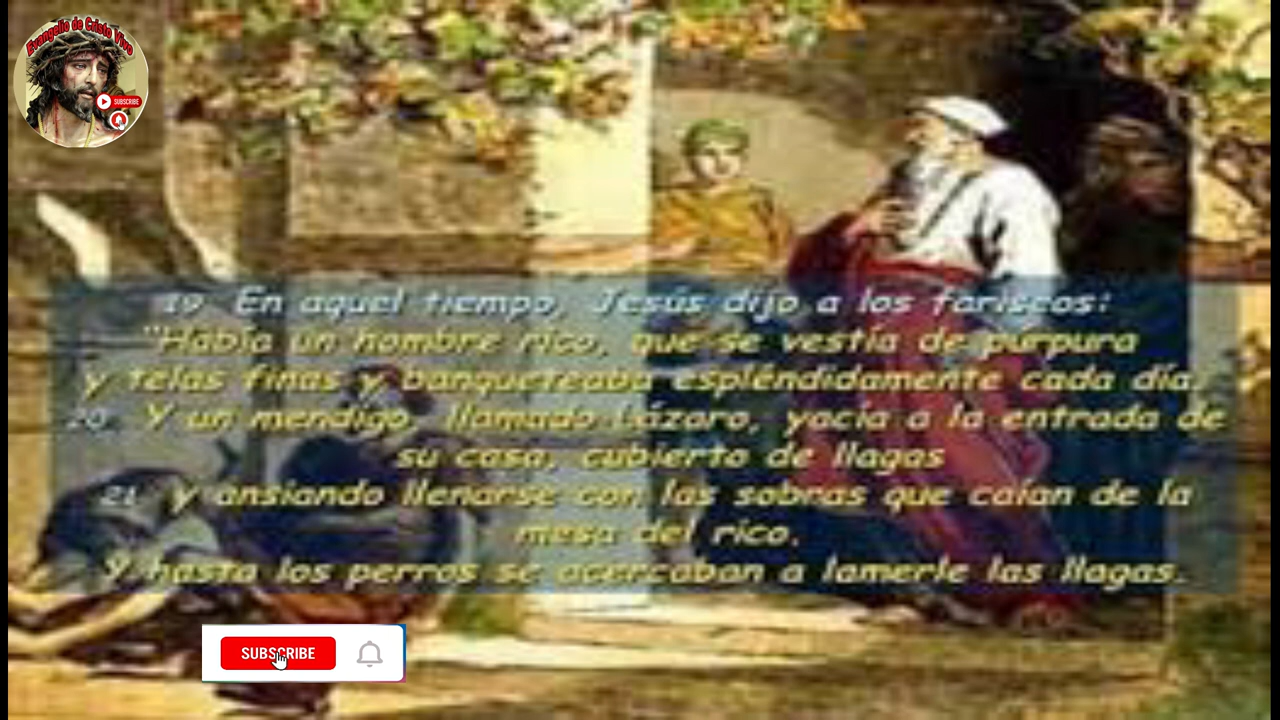 Evangelio de Cristo Vivo
SUBSCRIBE
19 En aquel tiempo, Jesús dijo a los fariseos:
"Había un hombre rico, que se vestía de púrpura
y telas finas y banqueteaba espléndidamente cada día.
20 Y un mendigo, llamado Lázaro, yacía a la entrada de
su casa, cubierto de llagas
21 y ansiando llenarse con las sobras que caían de la
mesa del rico.
Y hasta los perros se acercaban a lamerle las llagas.
SUBSCRIBE